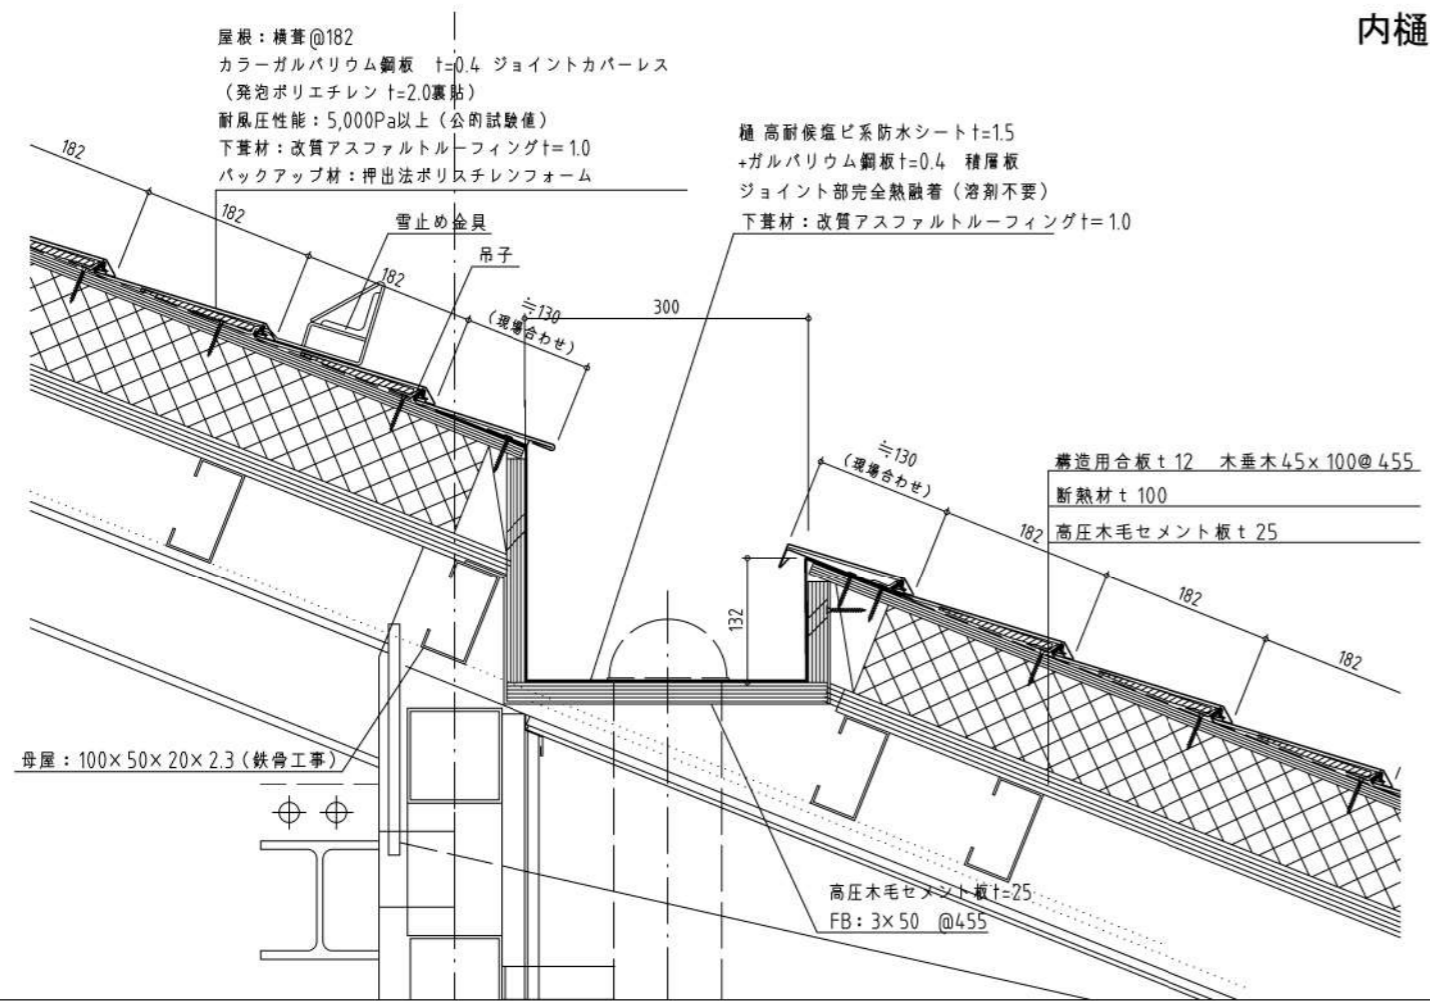 内樋
屋根：横葺@182
カラーガルバリウム鋼板　t=0.4 ジョイントカバーレス
（発泡ポリエチレン t=2.0裏貼）
耐風圧性能：5,000Pa以上（公的試験値）
下葺材：改質アスファルトルーフィングt=1.0
バックアップ材：押出法ポリスチレンフォーム
樋 高耐候塩ビ系防水シートt=1.5
+ガルバリウム鋼板t=0.4　積層板
ジョイント部完全熱融着（溶剤不要）
下葺材：改質アスファルトルーフィングt=1.0
182
182
雪止め金具
吊子
182
≒130
（現場合わせ）
300
≒130
（現場合わせ）
構造用合板t 12　木垂木45x100@455
断熱材t 100
高圧木毛セメント板t 25
182
182
182
132
母屋：100×50×20×2.3（鉄骨工事）
高圧木毛セメント板t=25
FB：3×50　@455